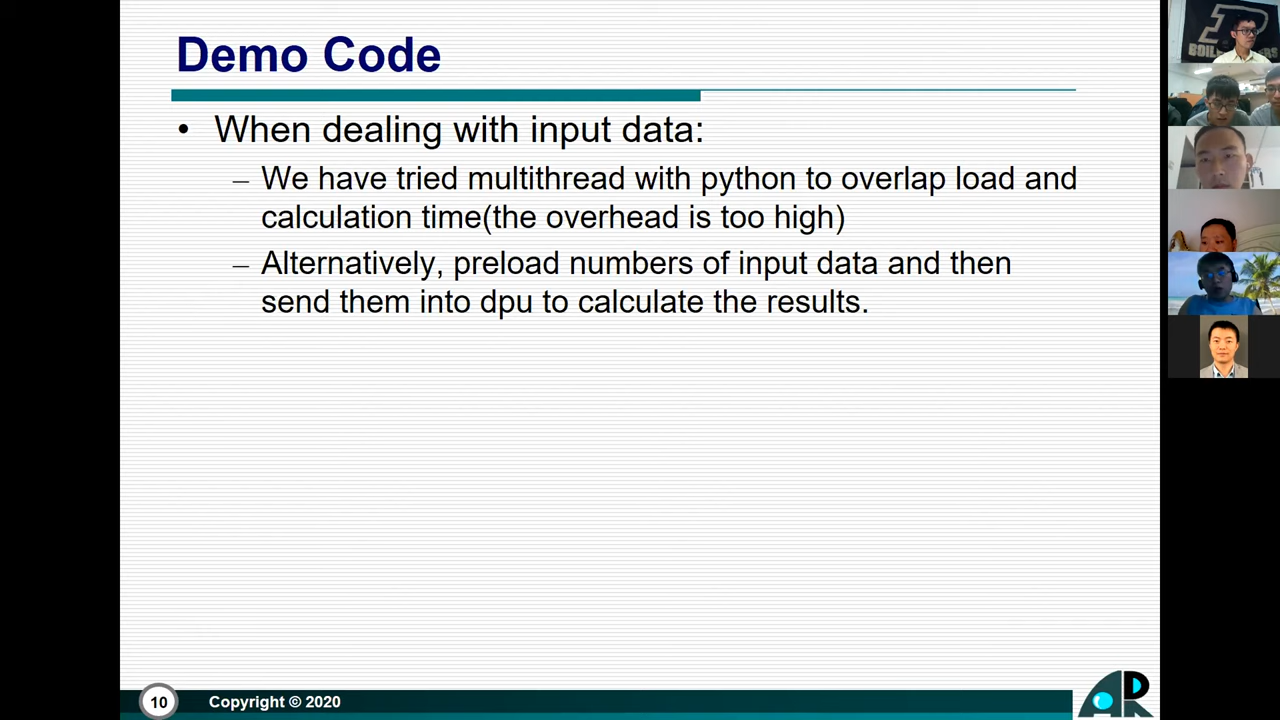 Demo Code
• When dealing with input data:
– We have tried multithread with python to overlap load and
calculation time(the overhead is too high)
– Alternatively, preload numbers of input data and then
send them into dpu to calculate the results.
10 Copyright © 2020